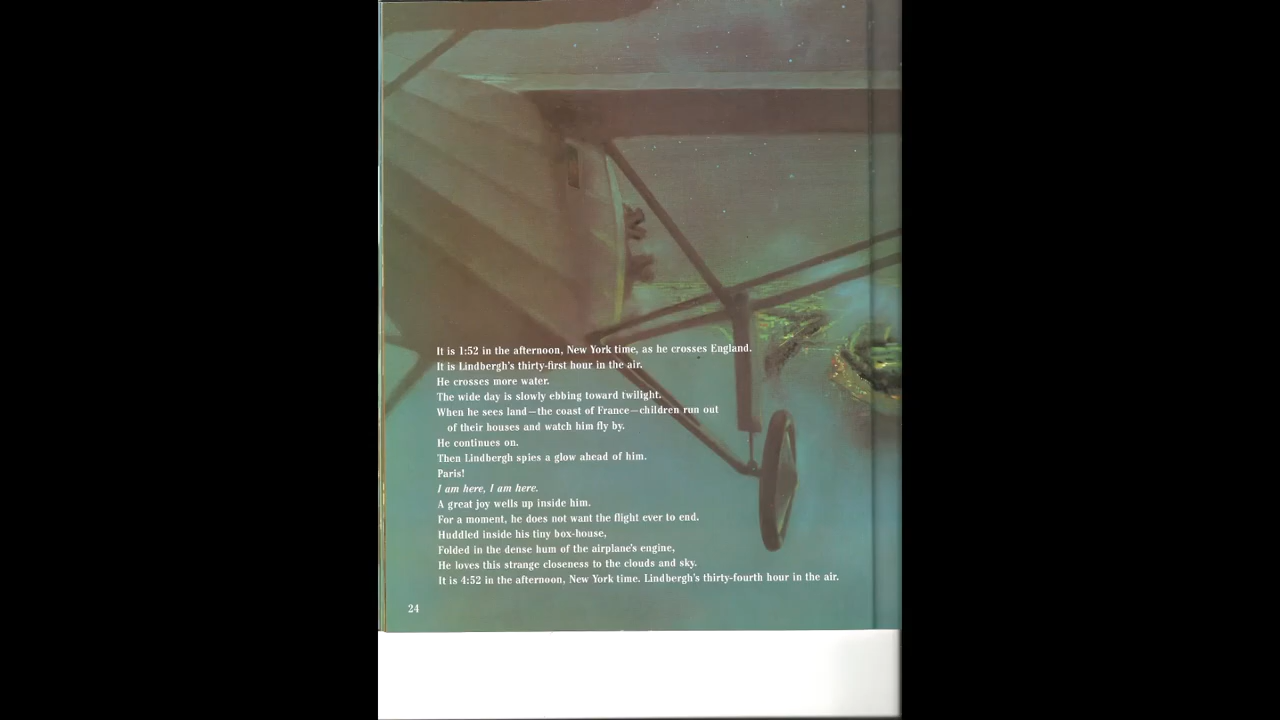 It is 1:52 in the afternoon, New York time, as he crosses England.
It is Lindbergh's thirty-first hour in the air.
He crosses more water.
The wide day is slowly ebbing toward twilight.
When he sees land—the coast of France—children run out
of their houses and watch him fly by.
He continues on.
Then Lindbergh spies a glow ahead of him.
Paris!
I am here, I am here.
A great joy wells up inside him.
For a moment, he does not want the flight ever to end.
Huddled inside his tiny box-house,
Folded in the dense hum of the airplane's engine,
He loves this strange closeness to the clouds and sky.
It is 4:52 in the afternoon, New York time. Lindbergh's thirty-fourth hour in the air.
24